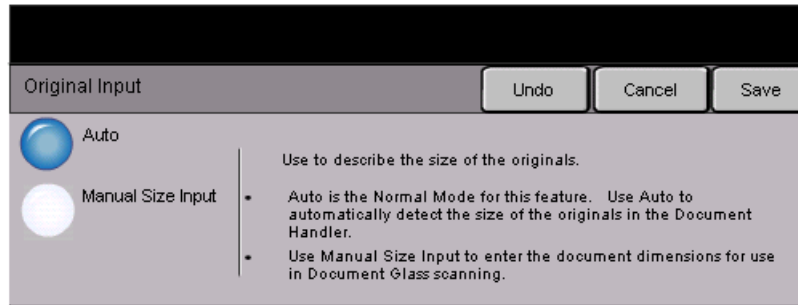 Original Input
Undo
Cancel
Save
Auto
Manual Size Input
Use to describe the size of the originals.
• Auto is the Normal Mode for this feature. Use Auto to
automatically detect the size of the originals in the Document
Handler.
• Use Manual Size Input to enter the document dimensions for use
in Document Glass scanning.